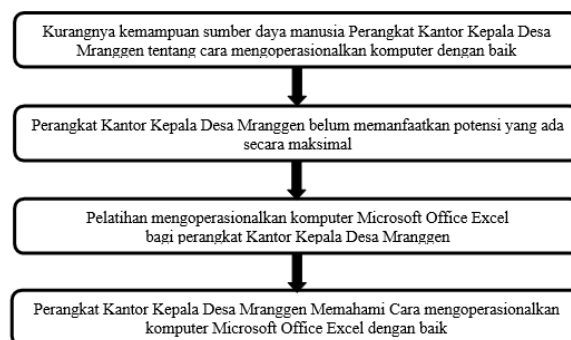 Kurangnya kemampuan sumber daya manusia Perangkat Kantor Kepala Desa
Mranggen tentang cara mengoperasionalkan komputer dengan baik
Perangkat Kantor Kepala Desa Mranggen belum memanfaatkan potensi yang ada
secara maksimal
Pelatihan mengoperasionalkan komputer Microsoft Office Excel
bagi perangkat Kantor Kepala Desa Mranggen
Perangkat Kantor Kepala Desa Mranggen Memahami Cara mengoperasionalkan
komputer Microsoft Office Excel dengan baik